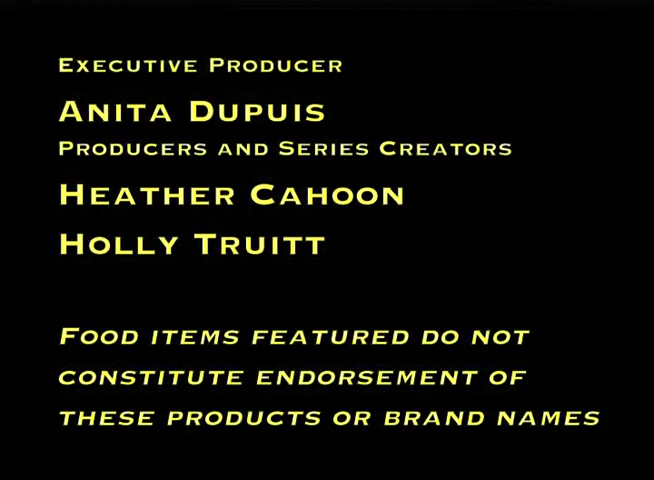 Executive Producer
Anita Dupuis
Producers and Series Creators
Heather Cahoon
Holly Truitt
Food items featured do not
constitute endorsement of
these products or brand names